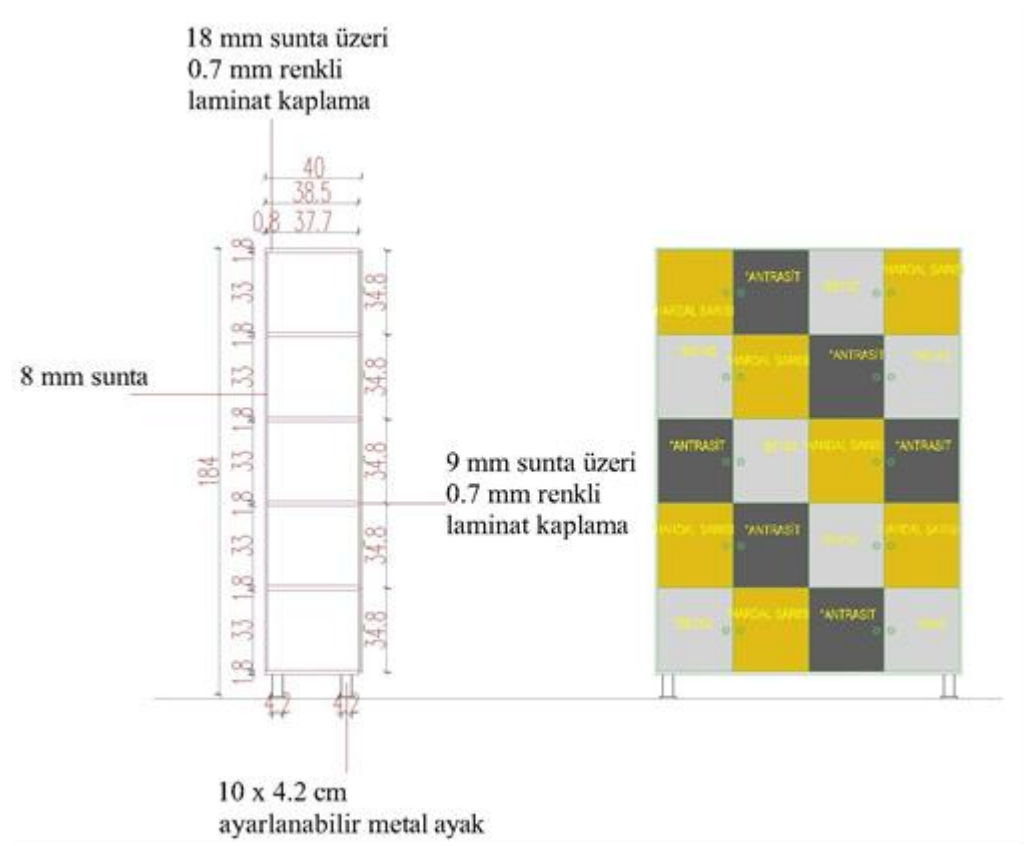 18 mm sunta üzeri
0.7 mm renkli
laminat kaplama
40
38.5
0.8 37.7
1.8
33
1.8
33
1.8
33
1.8
33
1.8
33
1.8
184
34.8
34.8
34.8
34.8
34.8
8 mm sunta
9 mm sunta üzeri
0.7 mm renkli
laminat kaplama
4.2 4.2
10 x 4.2 cm
ayarlanabilir metal ayak
HARDAL SARISI
"ANTRASİT
HARDAL SARISI
HARDAL SARISI
"ANTRASİT
"ANTRASİT
HARDAL SARISI
"ANTRASİT
HARDAL SARISI
"ANTRASİT
HARDAL SARISI
HARDAL SARISI
"ANTRASİT